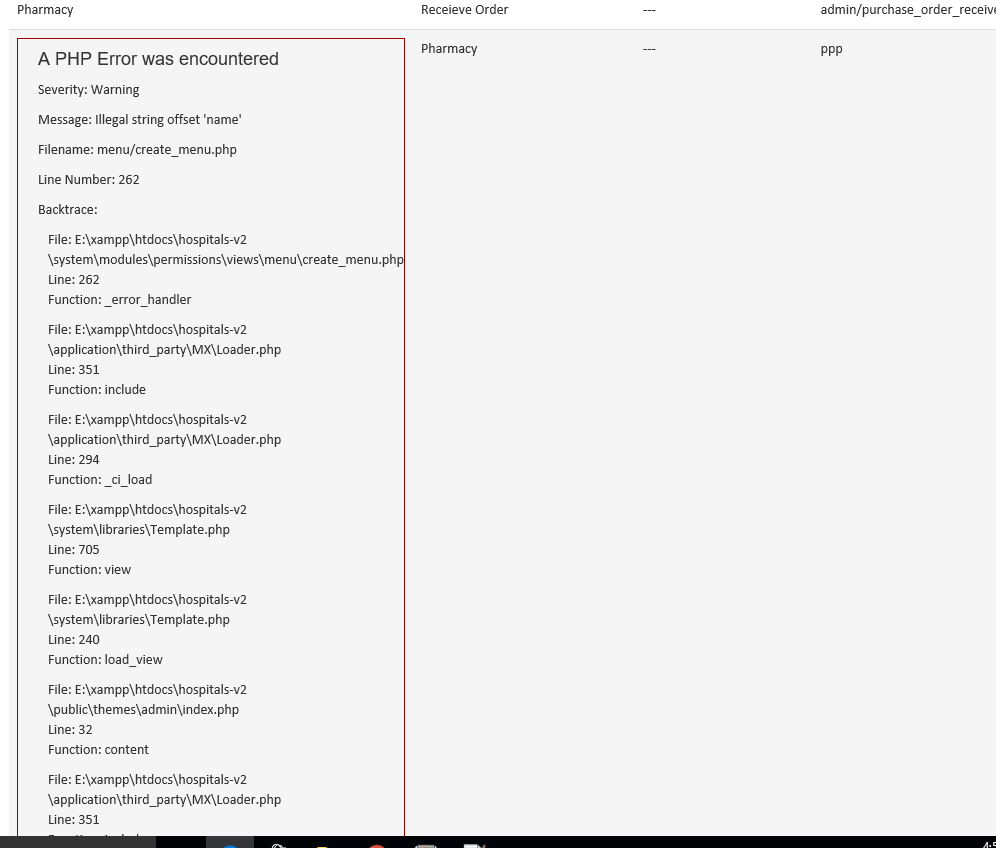 Pharmacy Receieve Order --- admin/purchase_order_receive
A PHP Error was encountered Pharmacy --- ppp
Severity: Warning
Message: Illegal string offset 'name'
Filename: menu/create_menu.php
Line Number: 262
Backtrace:
File: E:\xampp\htdocs\hospitals-v2
\system\modules\permissions\views\menu\create_menu.php
Line: 262
Function: _error_handler
File: E:\xampp\htdocs\hospitals-v2
\application\third_party\MX\Loader.php
Line: 351
Function: include
File: E:\xampp\htdocs\hospitals-v2
\application\third_party\MX\Loader.php
Line: 294
Function: _ci_load
File: E:\xampp\htdocs\hospitals-v2
\system\libraries\Template.php
Line: 705
Function: view
File: E:\xampp\htdocs\hospitals-v2
\system\libraries\Template.php
Line: 240
Function: load_view
File: E:\xampp\htdocs\hospitals-v2
\public\themes\admin\index.php
Line: 32
Function: content
File: E:\xampp\htdocs\hospitals-v2
\application\third_party\MX\Loader.php
Line: 351